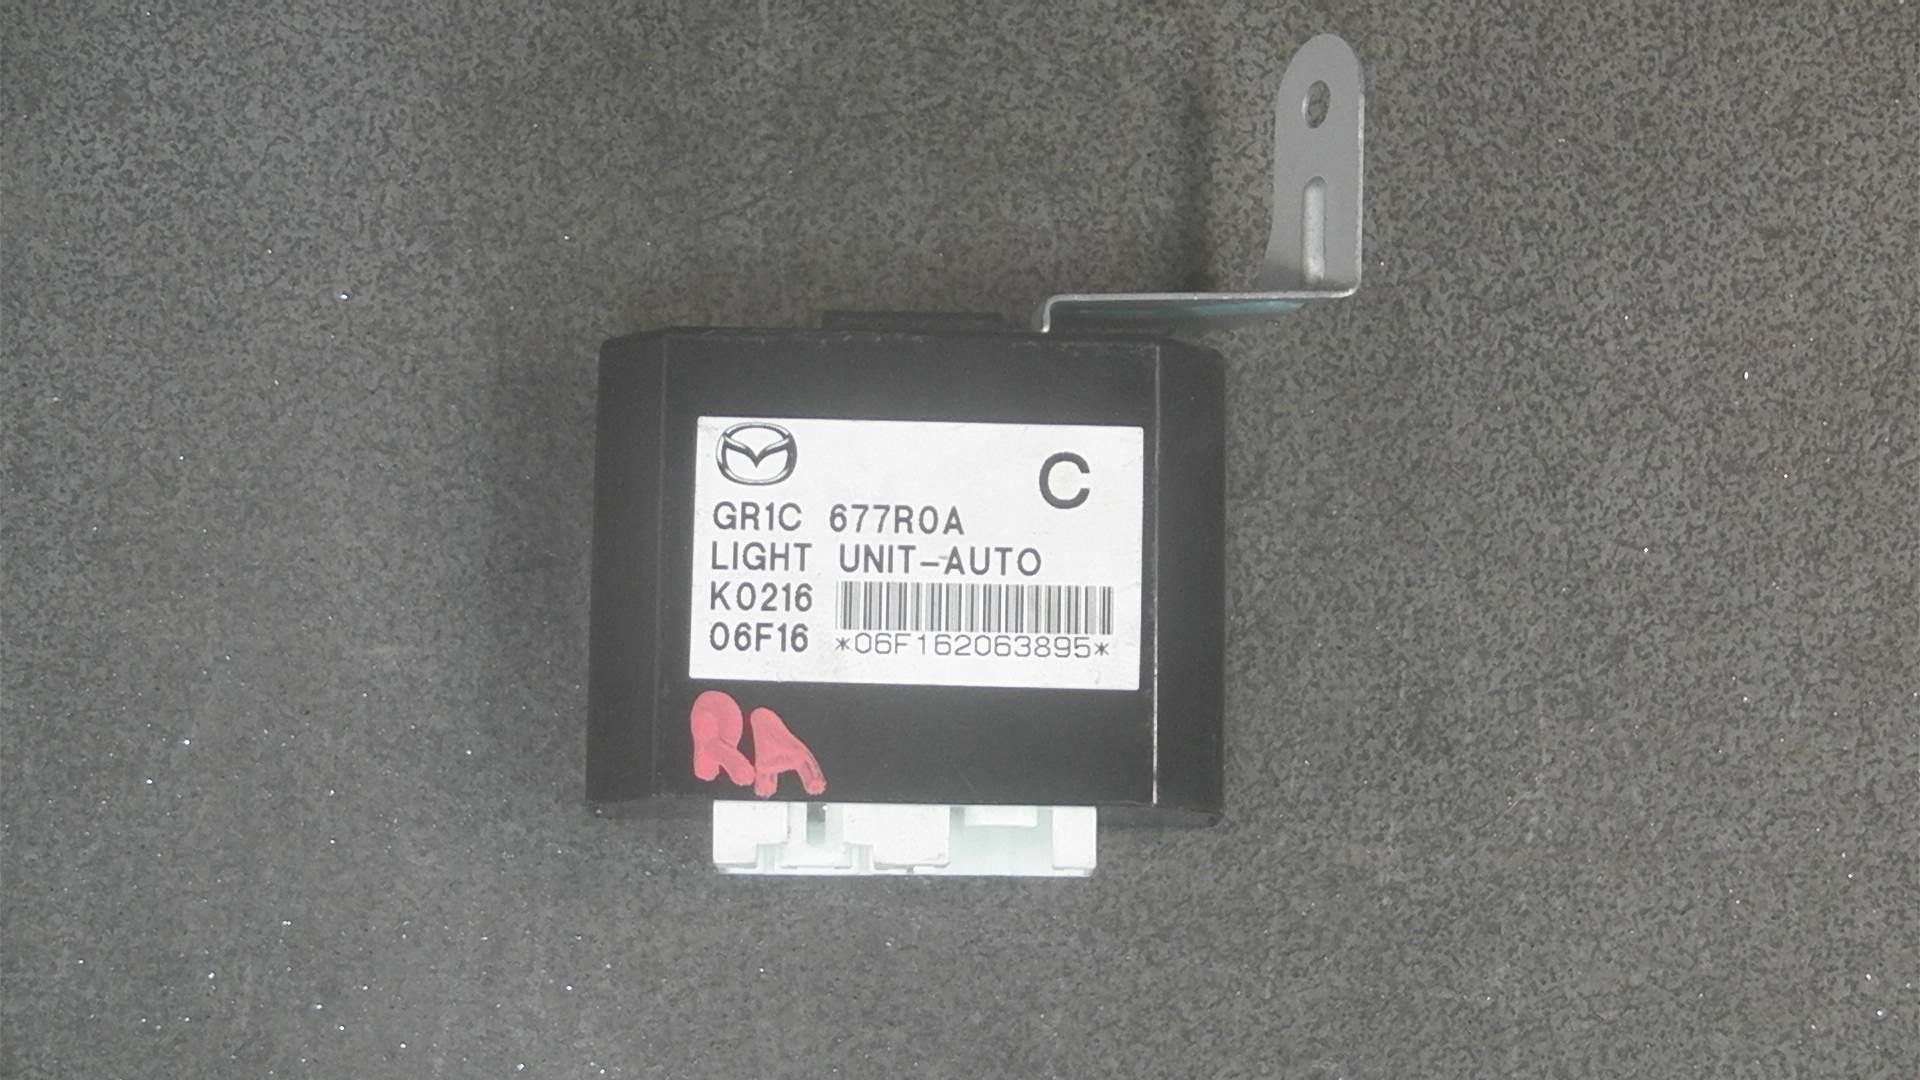 C
GR1C 677R0A
LIGHT UNIT-AUTO
K0216
06F16 *06F162063895*
RA